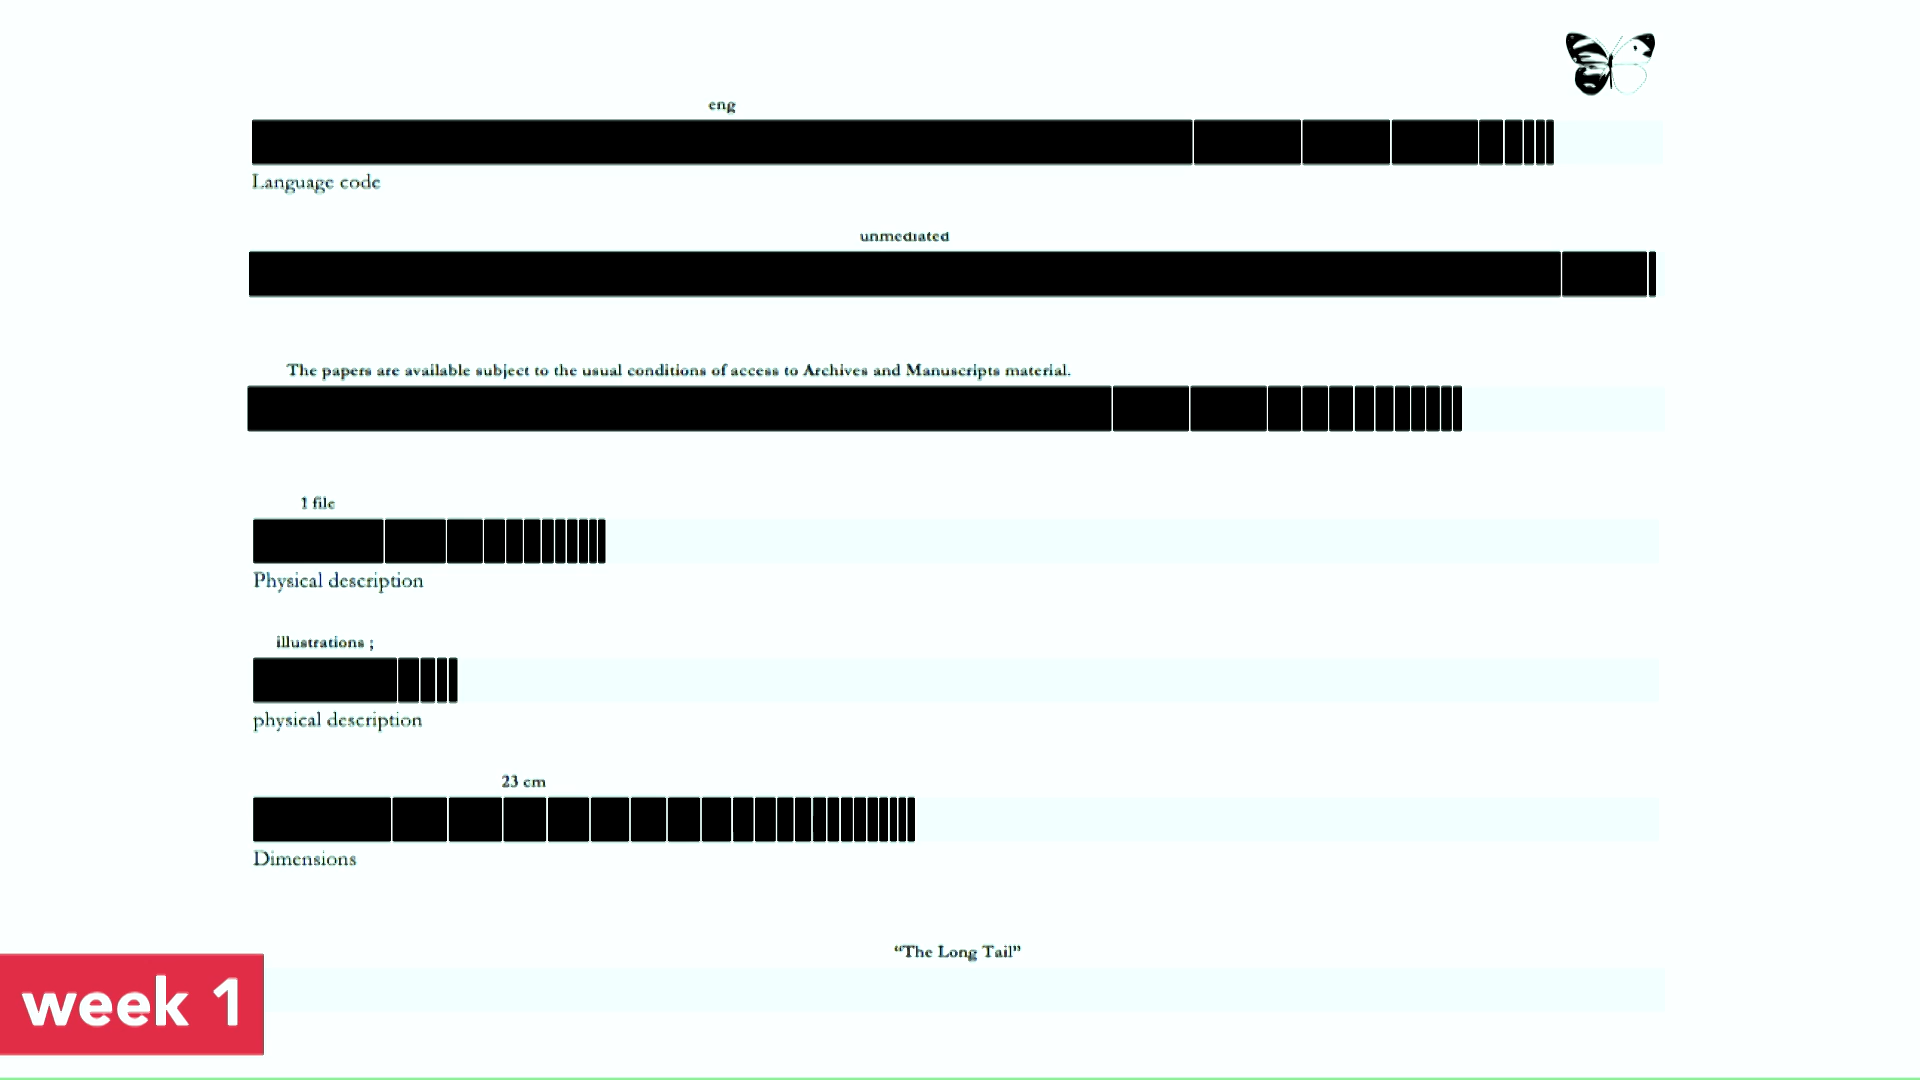 eng
Language code
unmediated
The papers are available subject to the usual conditions of access to Archives and Manuscripts material.
1 file
Physical description
illustrations ;
physical description
23 cm
Dimensions
“The Long Tail”
week 1